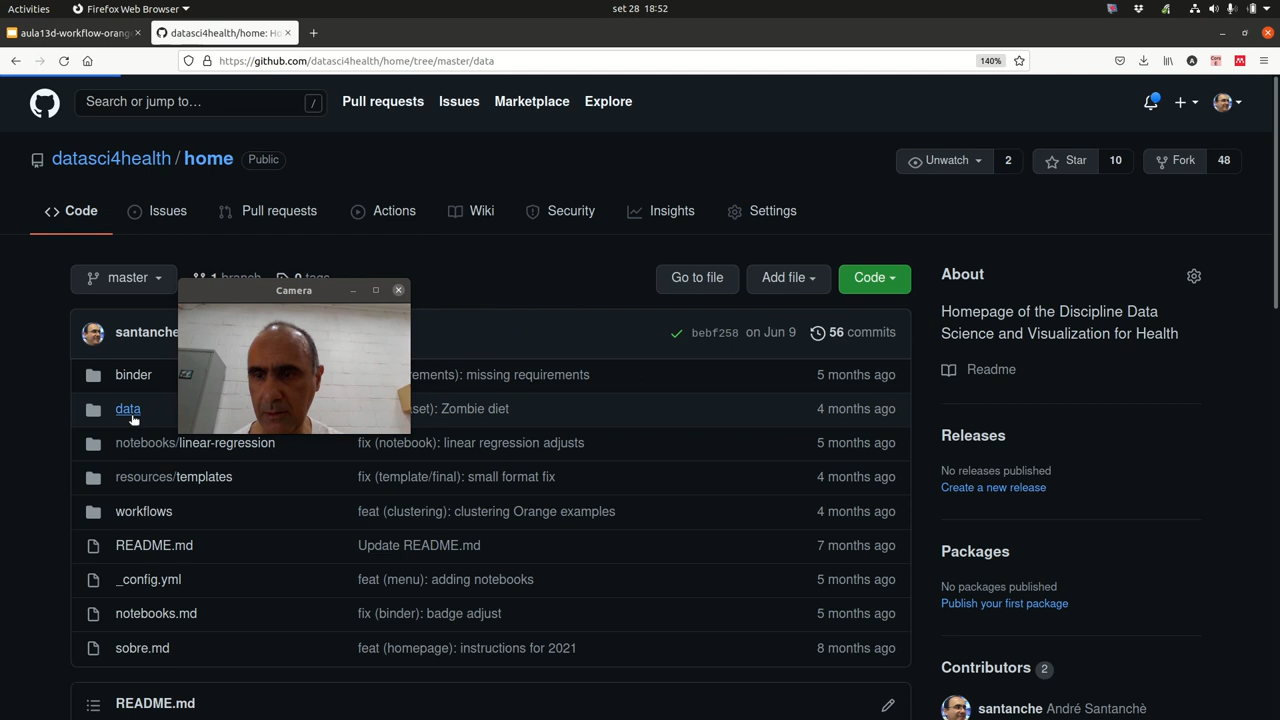 Activities
Firefox Web Browser
set 28 18:52
aula13d-workflow-orang
datasci4health/home: Ho
https://github.com/datasci4health/home/tree/master/data
140%
Search or jump to…
/
Pull requests
Issues
Marketplace
Explore
datasci4health / home
Public
Unwatch
2
Star
10
Fork
48
Code
Issues
Pull requests
Actions
Wiki
Security
Insights
Settings
master
1 branch
0 tags
Go to file
Add file
Code
Camera
santanche
bebf258 on Jun 9
56 commits
binder
ements): missing requirements
5 months ago
data
set): Zombie diet
4 months ago
notebooks/linear-regression
fix (notebook): linear regression adjusts
5 months ago
resources/templates
fix (template/final): small format fix
4 months ago
workflows
feat (clustering): clustering Orange examples
4 months ago
README.md
Update README.md
7 months ago
_config.yml
feat (menu): adding notebooks
5 months ago
notebooks.md
fix (binder): badge adjust
5 months ago
sobre.md
feat (homepage): instructions for 2021
8 months ago
README.md
About
Homepage of the Discipline Data
Science and Visualization for Health
Readme
Releases
No releases published
Create a new release
Packages
No packages published
Publish your first package
Contributors 2
santanche André Santanchè